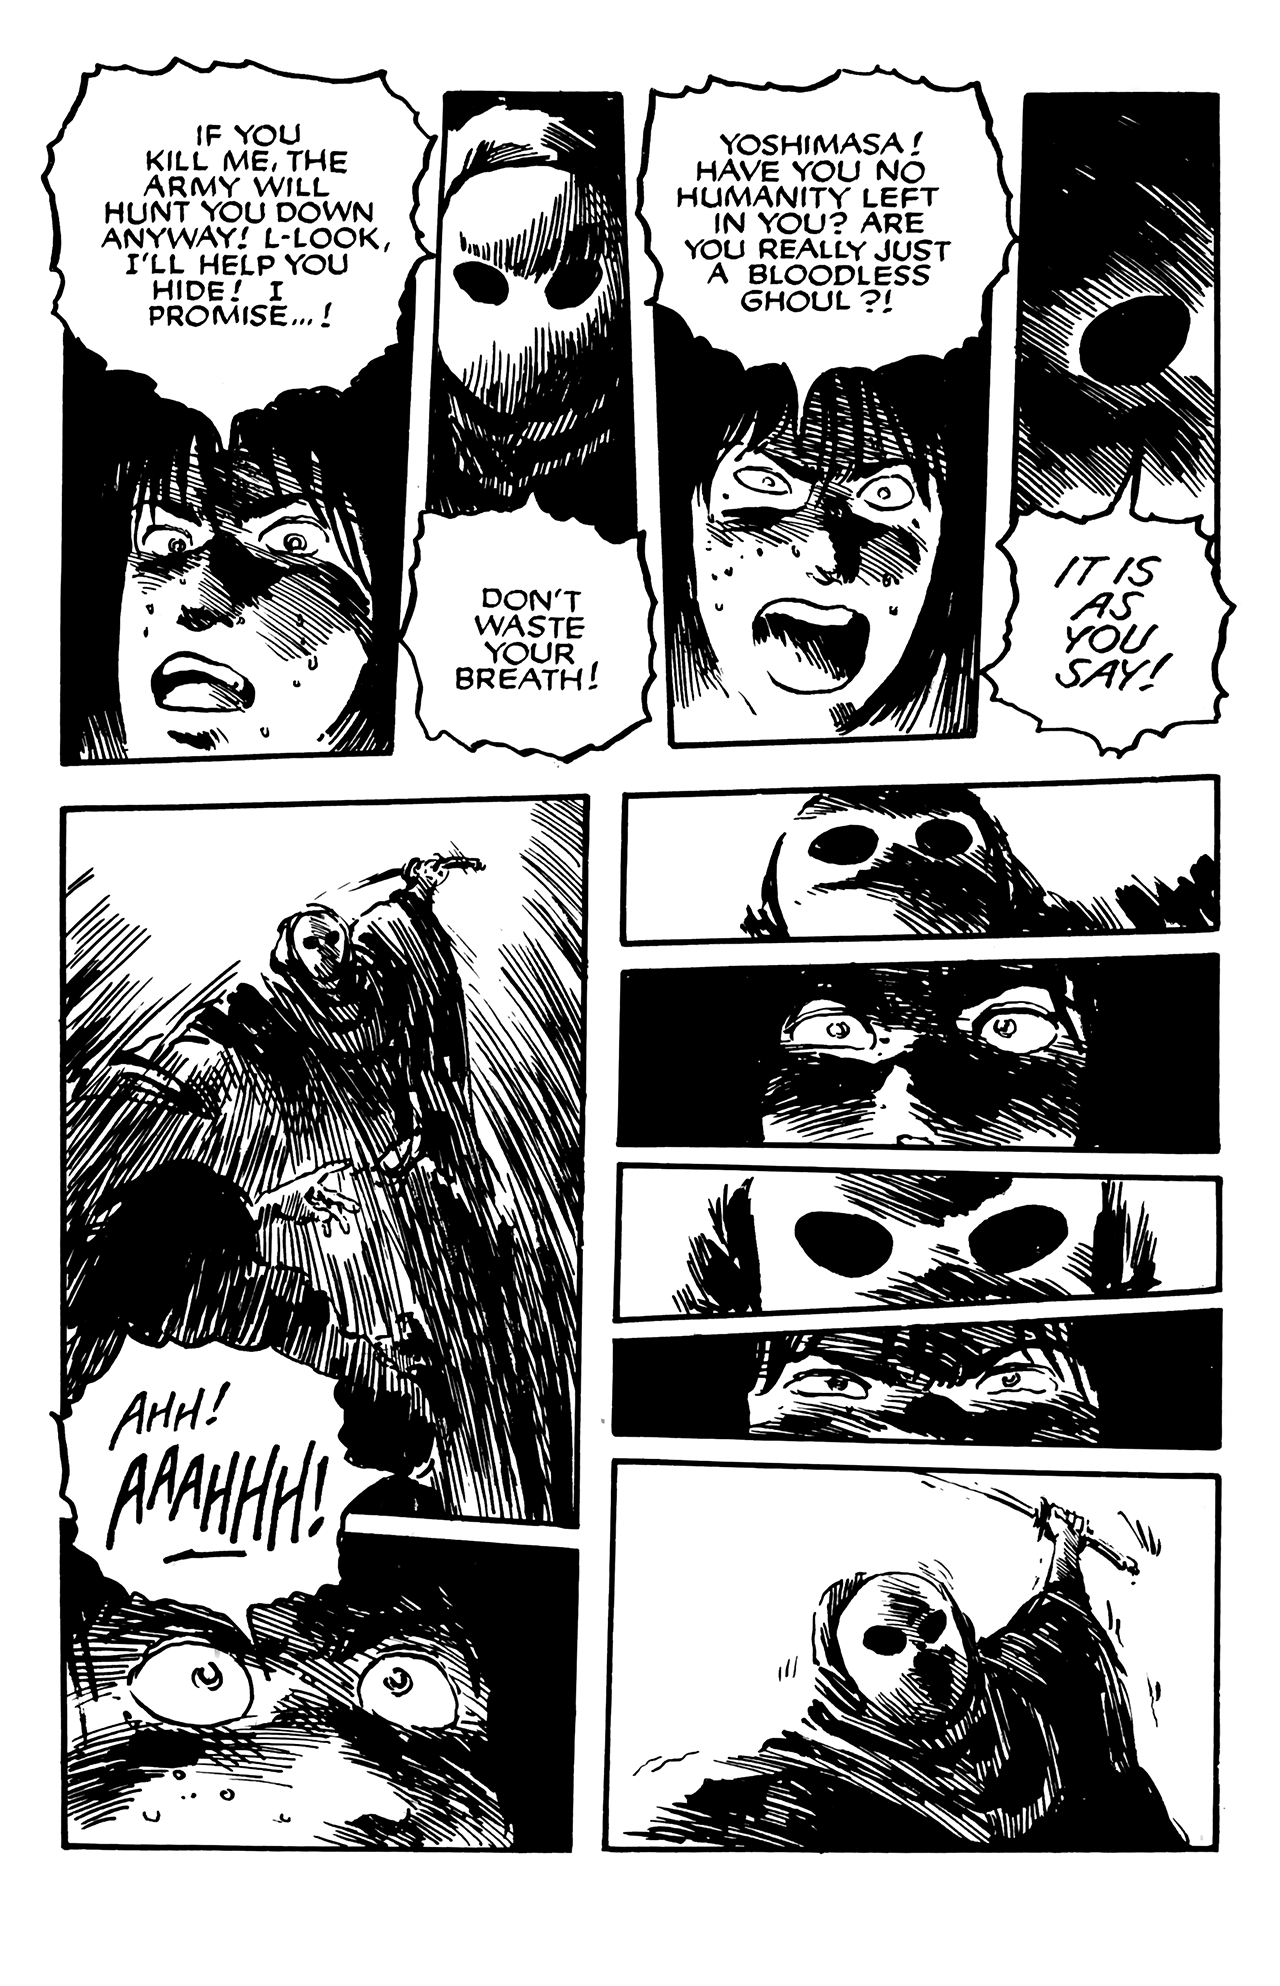 IF YOU
KILL ME, THE
ARMY WILL
HUNT YOU DOWN
ANYWAY! L-LOOK,
I'LL HELP YOU
HIDE! I
PROMISE...!
DON'T
WASTE
YOUR
BREATH!
YOSHIMASA!
HAVE YOU NO
HUMANITY LEFT
IN YOU? ARE
YOU REALLY JUST
A BLOODLESS
GHOUL?!
IT IS
AS
YOU
SAY!
AHH!
AAAHHH!